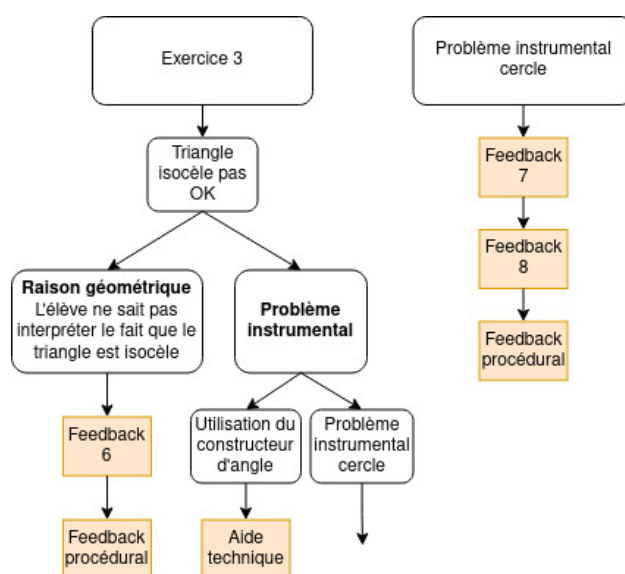 Exercice 3
Triangle
isocèle pas
OK
Raison géométrique
L'élève ne sait pas
interpréter le fait que le
triangle est isocèle
Problème
instrumental
Feedback
6
Feedback
procédural
Utilisation du
constructeur
d'angle
Aide
technique
Problème
instrumental
cercle
Problème instrumental
cercle
Feedback
7
Feedback
8
Feedback
procédural